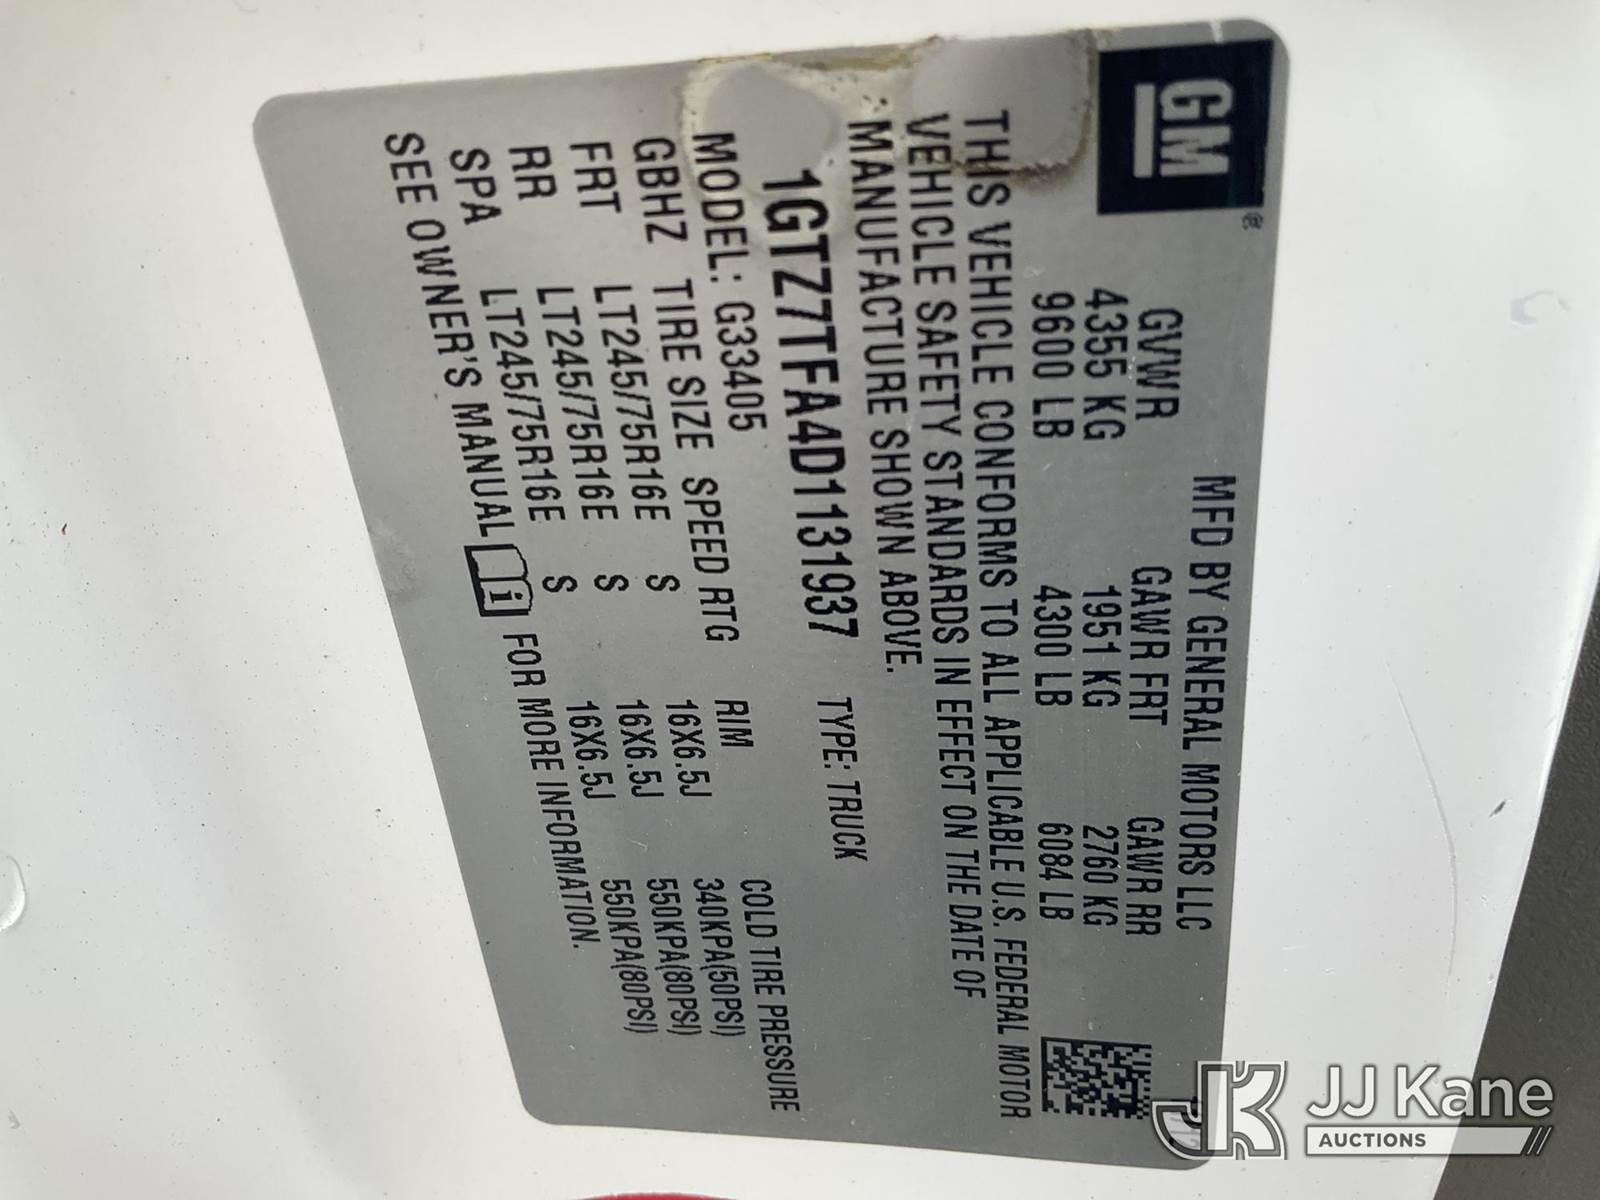 GM®
MFD BY GENERAL MOTORS LLC
GVWR GAWR FRT GAWR RR
4355 KG 1951 KG 2760 KG
9600 LB 4300 LB 6084 LB
THIS VEHICLE CONFORMS TO ALL APPLICABLE U.S. FEDERAL MOTOR
VEHICLE SAFETY STANDARDS IN EFFECT ON THE DATE OF
MANUFACTURE SHOWN ABOVE.
1GTZ7TFA4D1131937 TYPE: TRUCK
MODEL: G33405
GBHZ TIRE SIZE SPEED RTG RIM COLD TIRE PRESSURE
FRT LT245/75R16E S 16X6.5J 340KPA(50PSI)
RR LT245/75R16E S 16X6.5J 550KPA(80PSI)
SPA LT245/75R16E S 16X6.5J 550KPA(80PSI)
SEE OWNER'S MANUAL i FOR MORE INFORMATION.
JK JJ Kane
AUCTIONS